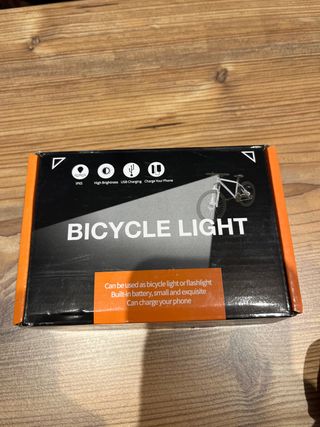 IP65 High Brightness USB Charging Charge Your Phone
BICYCLE LIGHT
Can be used as bicycle light or flashlight
Built-in battery, small and exquisite
Can charge your phone